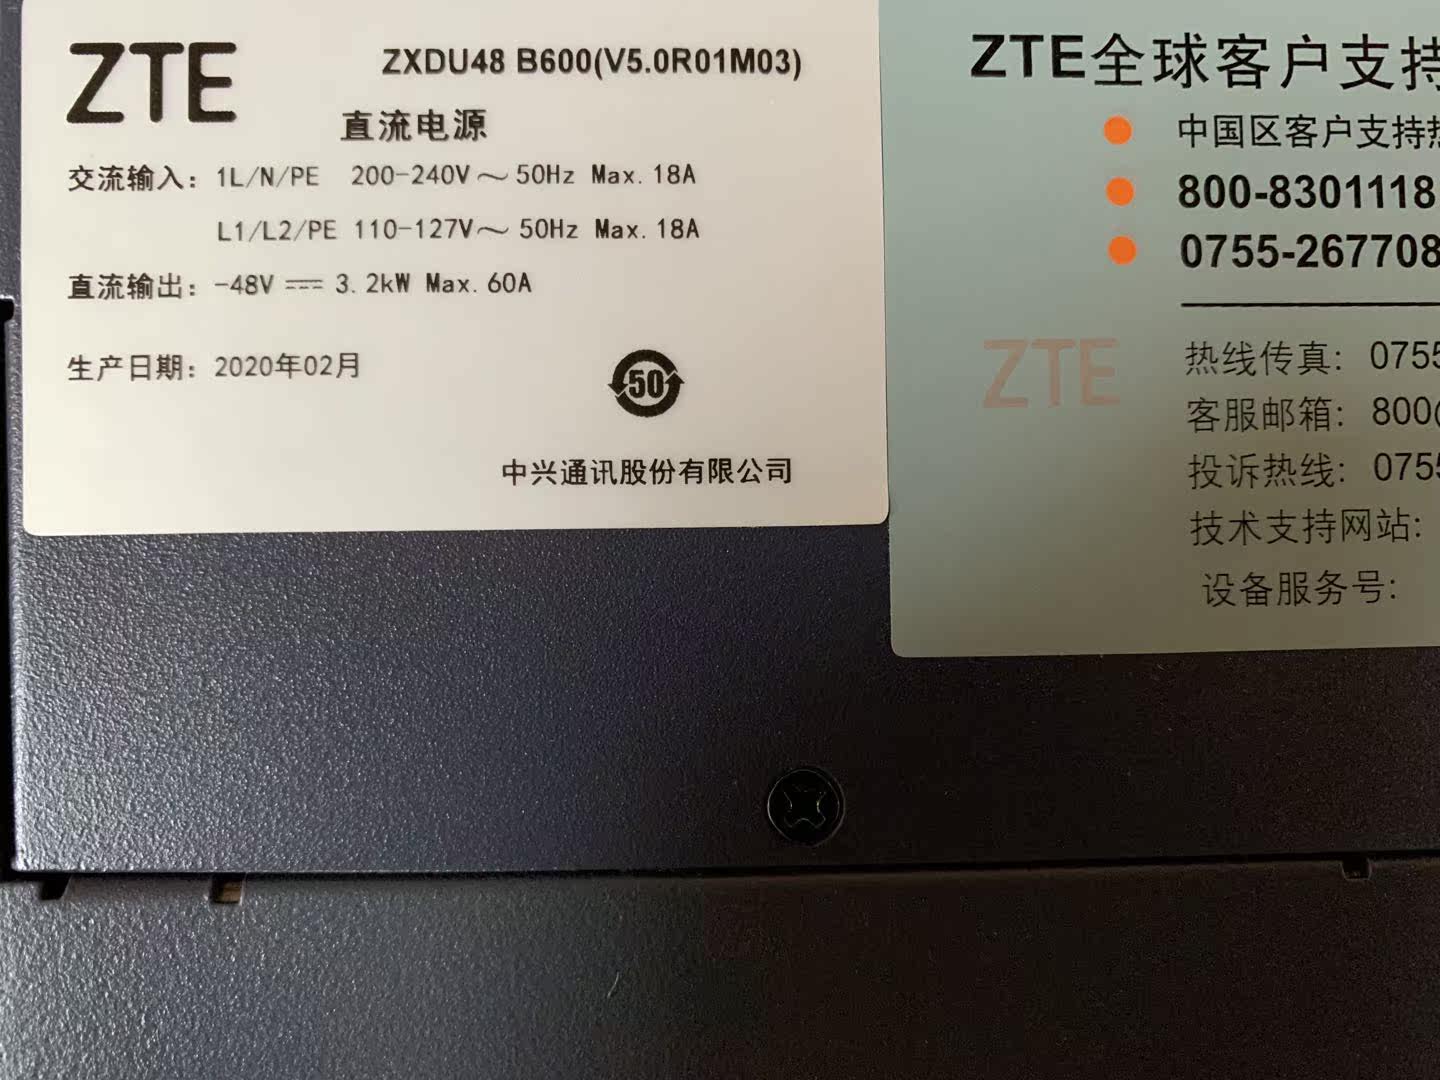 ZTE
ZXDU48 B600(V5.0R01M03)
直流电源
交流输入: 1L/N/PE 200-240V～ 50Hz Max. 18A
L1/L2/PE 110-127V～ 50Hz Max. 18A
直流输出: -48V ⎓ 3.2kW Max. 60A
生产日期: 2020年02月
50
中兴通讯股份有限公司
ZTE全球客户支持
中国区客户支持热
800-8301118
0755-267708
ZTE
热线传真: 0755
客服邮箱: 800@
投诉热线: 0755
技术支持网站:
设备服务号: